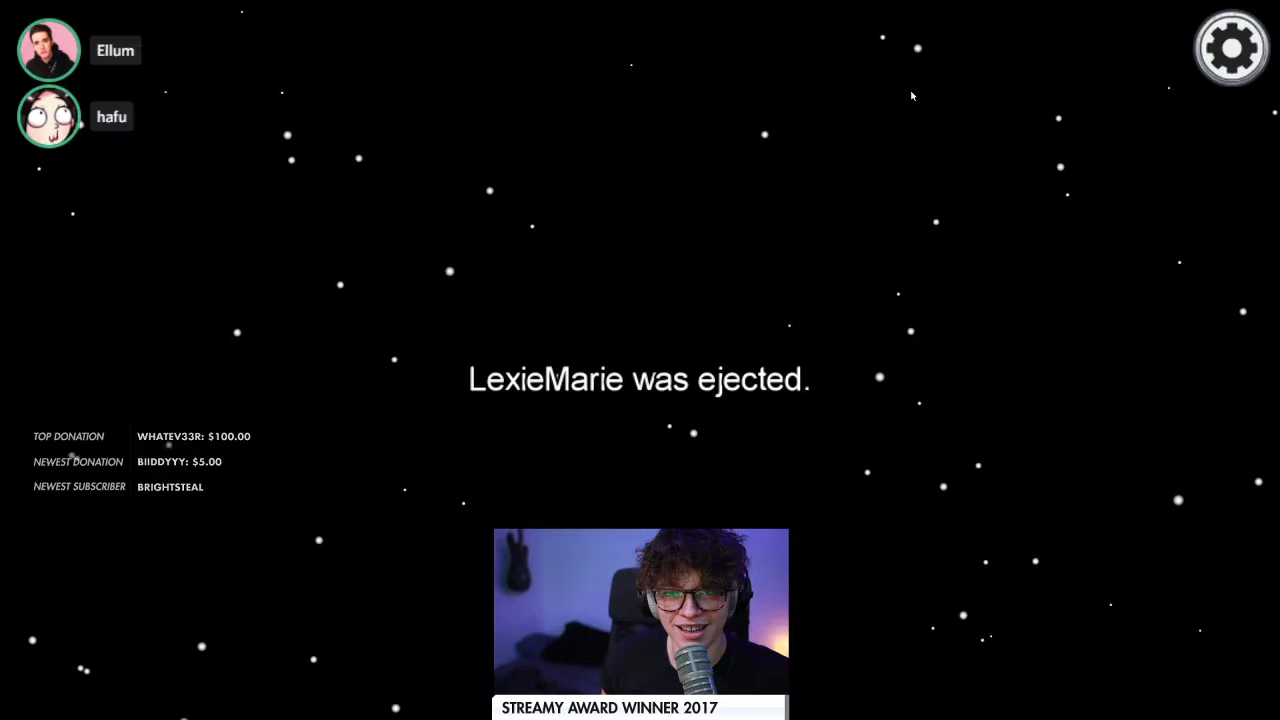 Ellum
hafu
LexieMarie was ejected.
TOP DONATION WHATEV33R: $100.00
NEWEST DONATION BIIDDYYY: $5.00
NEWEST SUBSCRIBER BRIGHTSTEAL
STREAMY AWARD WINNER 2017